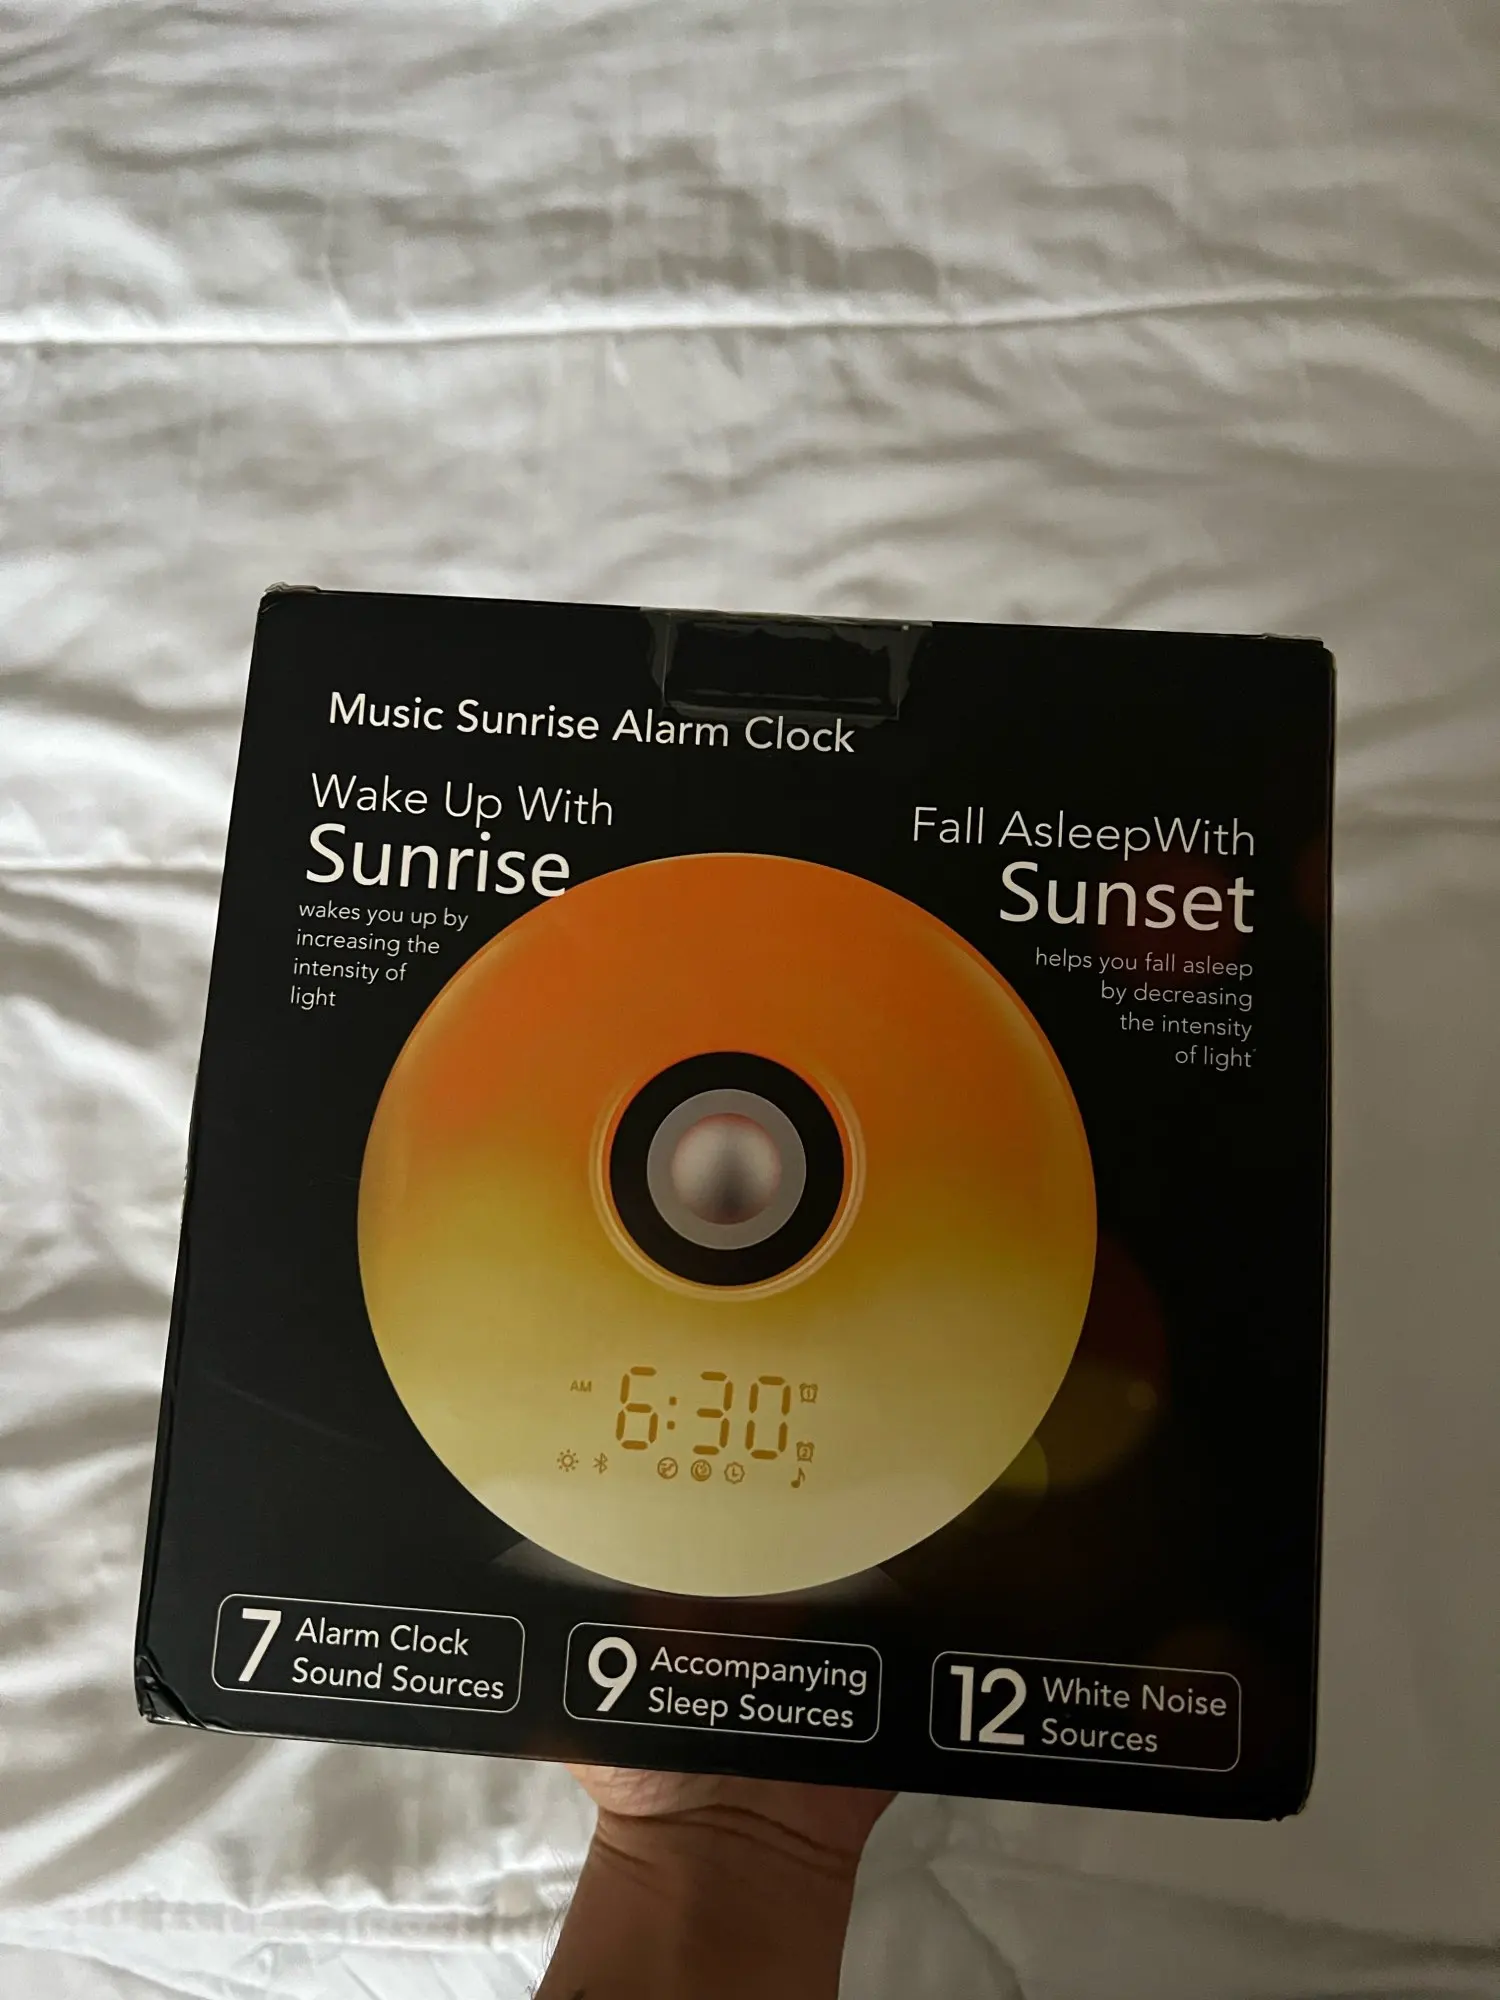 Music Sunrise Alarm Clock
Wake Up With
Sunrise
wakes you up by
increasing the
intensity of
light
Fall AsleepWith
Sunset
helps you fall asleep
by decreasing
the intensity
of light
AM 6:30 1
2
7 Alarm Clock
Sound Sources
9 Accompanying
Sleep Sources
12 White Noise
Sources